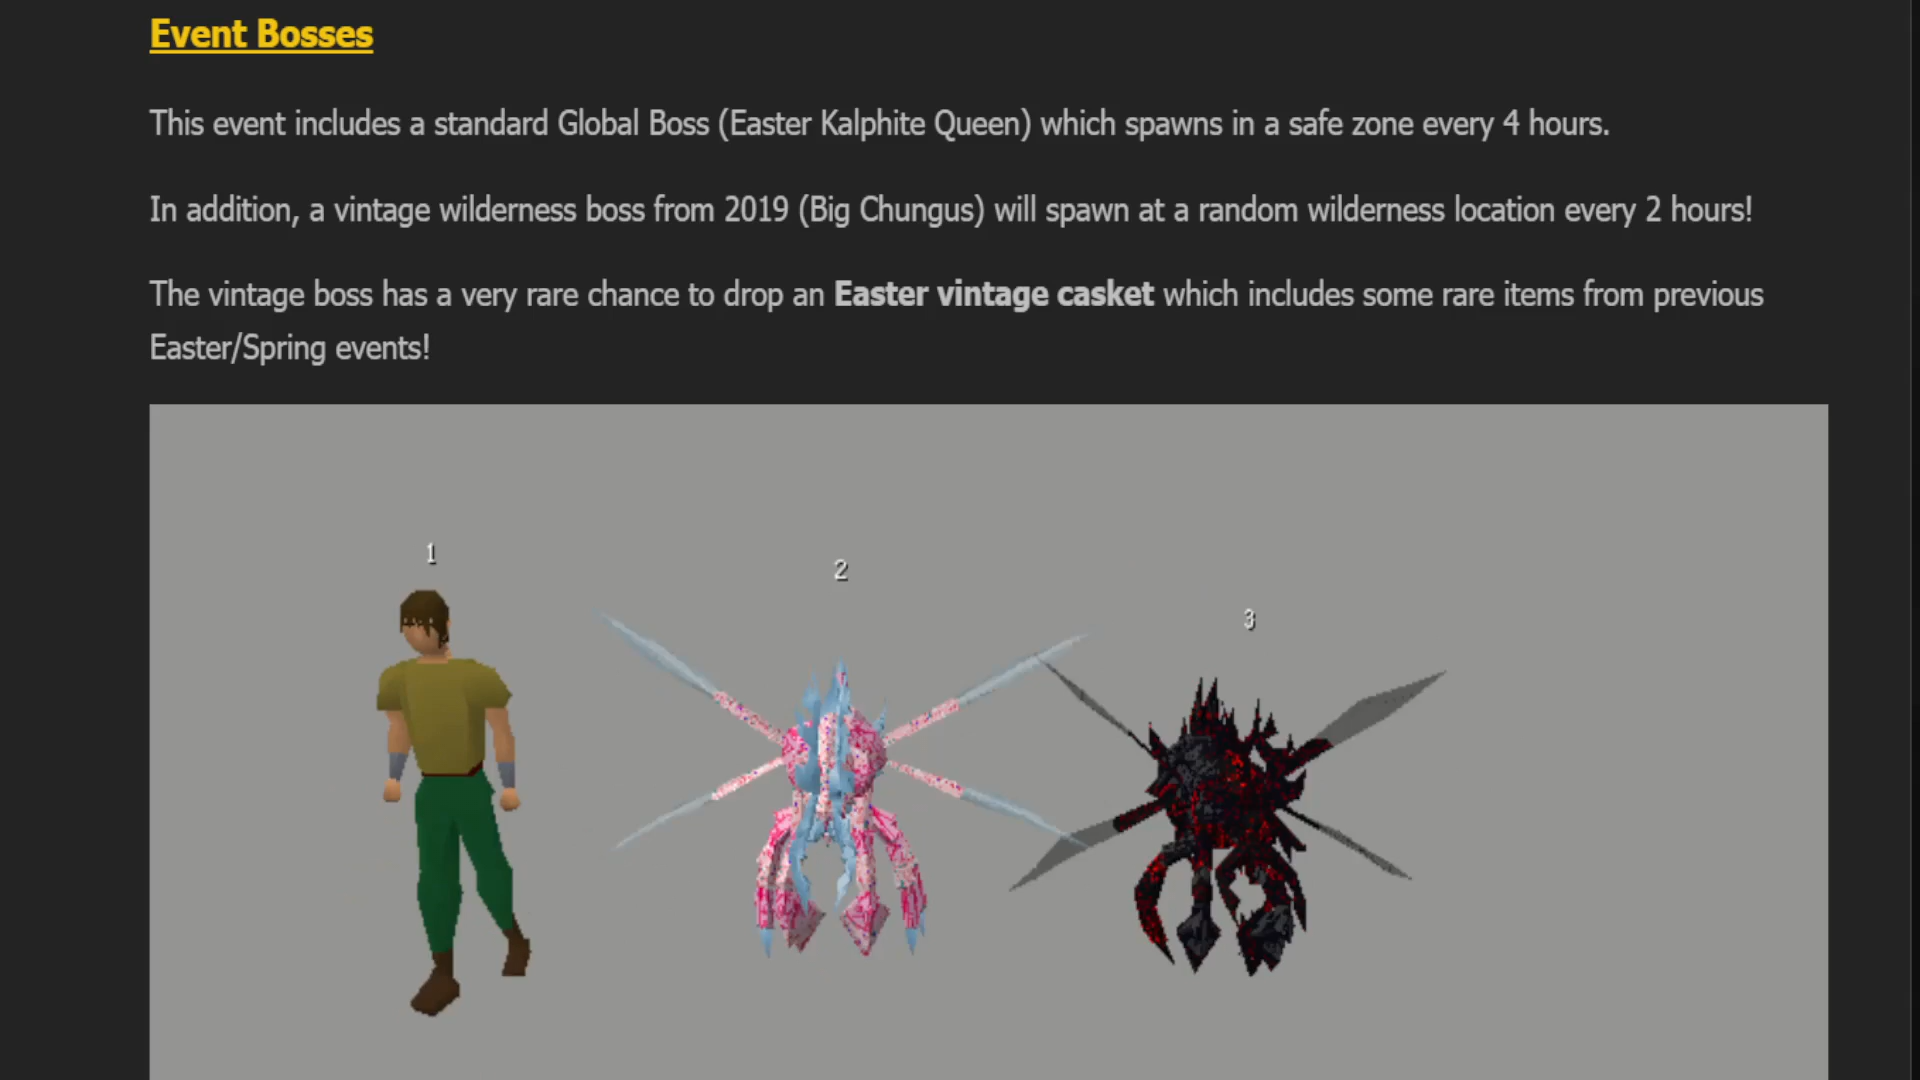 Event Bosses
This event includes a standard Global Boss (Easter Kalphite Queen) which spawns in a safe zone every 4 hours.
In addition, a vintage wilderness boss from 2019 (Big Chungus) will spawn at a random wilderness location every 2 hours!
The vintage boss has a very rare chance to drop an Easter vintage casket which includes some rare items from previous
Easter/Spring events!
1
2
3